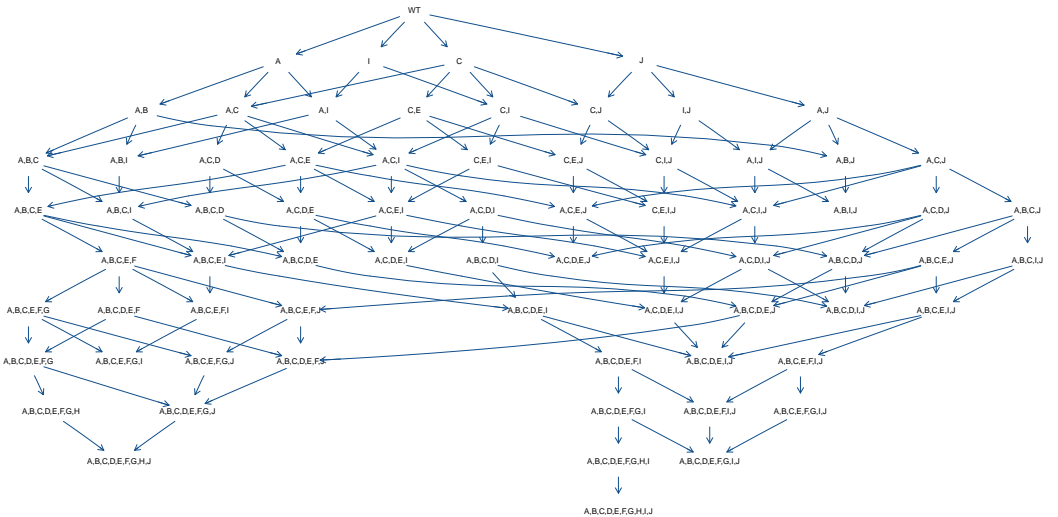 WT
A I C J
A,B A,C A,I C,E C,I C,J I,J A,J
A,B,C A,B,I A,C,D A,C,E A,C,I C,E,I C,E,J C,I,J A,I,J A,B,J A,C,J
A,B,C,E A,B,C,I A,B,C,D A,C,D,E A,C,E,I A,C,D,I A,C,E,J C,E,I,J A,C,I,J A,B,I,J A,C,D,J A,B,C,J
A,B,C,E,F A,B,C,E,I A,B,C,D,E A,C,D,E,I A,B,C,D,I A,C,D,E,J A,C,E,I,J A,C,D,I,J A,B,C,D,J A,B,C,E,J A,B,C,I,J
A,B,C,E,F,G A,B,C,D,E,F A,B,C,E,F,I A,B,C,E,F,J A,B,C,D,E,I A,C,D,E,I,J A,B,C,D,E,J A,B,C,D,I,J A,B,C,E,I,J
A,B,C,D,E,F,G A,B,C,E,F,G,I A,B,C,E,F,G,J A,B,C,D,E,F,J A,B,C,D,E,F,I A,B,C,D,E,I,J A,B,C,E,F,I,J
A,B,C,D,E,F,G,H A,B,C,D,E,F,G,J A,B,C,D,E,F,G,I A,B,C,D,E,F,I,J A,B,C,E,F,G,I,J
A,B,C,D,E,F,G,H,J A,B,C,D,E,F,G,H,I A,B,C,D,E,F,G,I,J
A,B,C,D,E,F,G,H,I,J